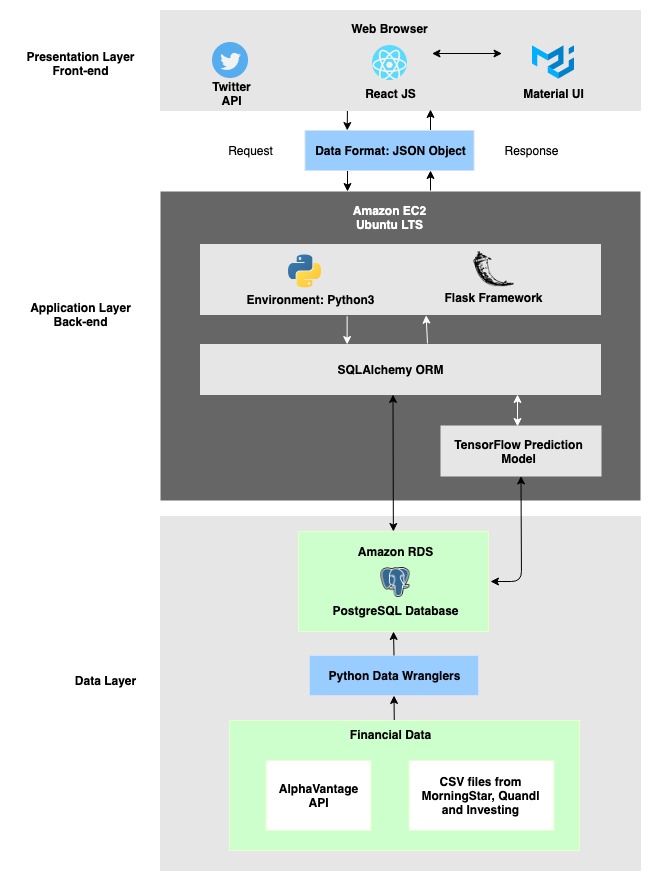 Web Browser
Presentation Layer
Front-end
Twitter
API
React JS
Material UI
Request
Data Format: JSON Object
Response
Amazon EC2
Ubuntu LTS
Environment: Python3
Flask Framework
Application Layer
Back-end
SQLAlchemy ORM
TensorFlow Prediction
Model
Amazon RDS
PostgreSQL Database
Data Layer
Python Data Wranglers
Financial Data
AlphaVantage
API
CSV files from
MorningStar, Quandl
and Investing